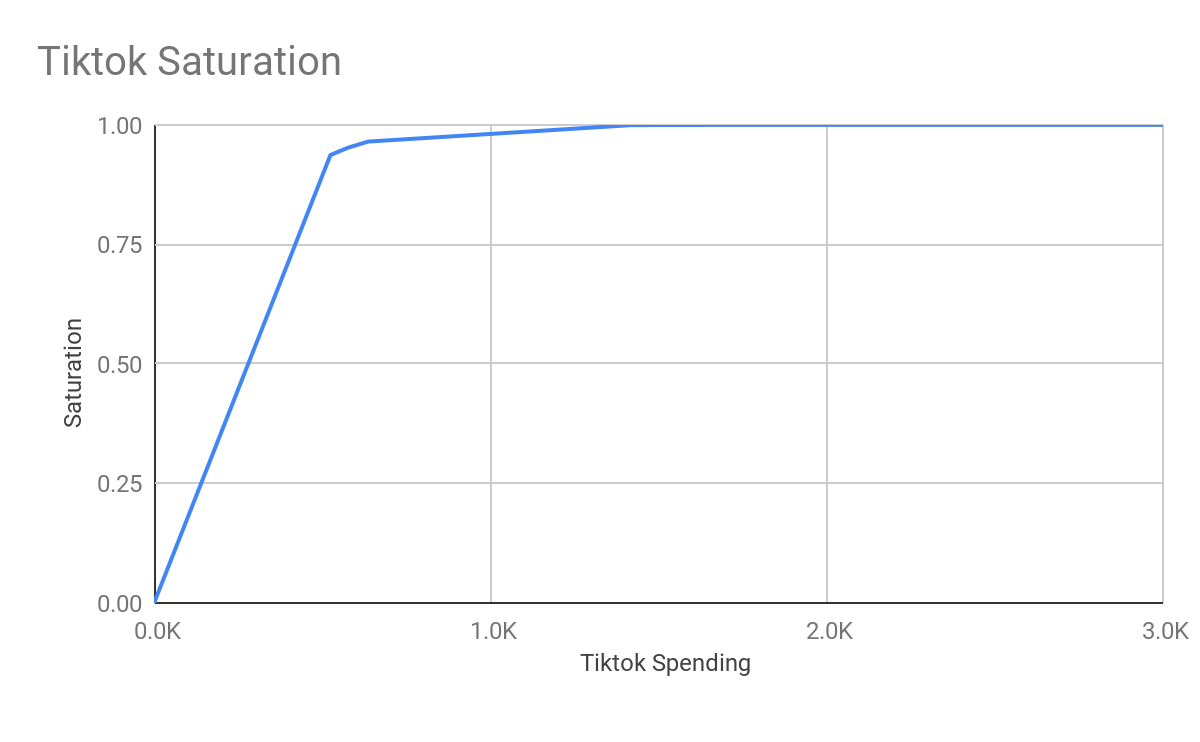 Tiktok Saturation
1.00
0.75
0.50
0.25
0.00
Saturation
0.0K 1.0K 2.0K 3.0K
Tiktok Spending